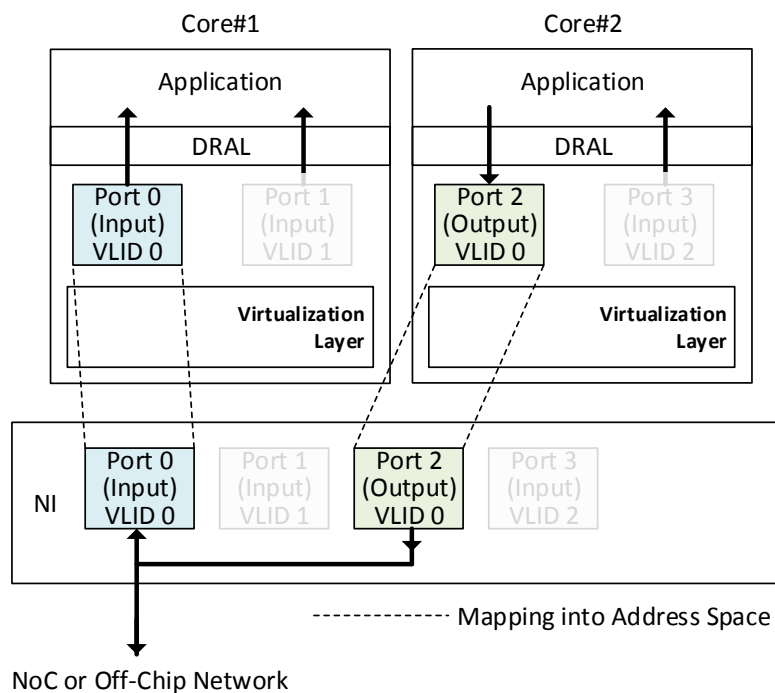 Core#1
Core#2
Application
Application
DRAL
DRAL
Port 0
(Input)
VLID 0
Port 1
(Input)
VLID 1
Port 2
(Output)
VLID 0
Port 3
(Input)
VLID 2
Virtualization
Layer
Virtualization
Layer
NI
Port 0
(Input)
VLID 0
Port 1
(Input)
VLID 1
Port 2
(Output)
VLID 0
Port 3
(Input)
VLID 2
Mapping into Address Space
NoC or Off-Chip Network